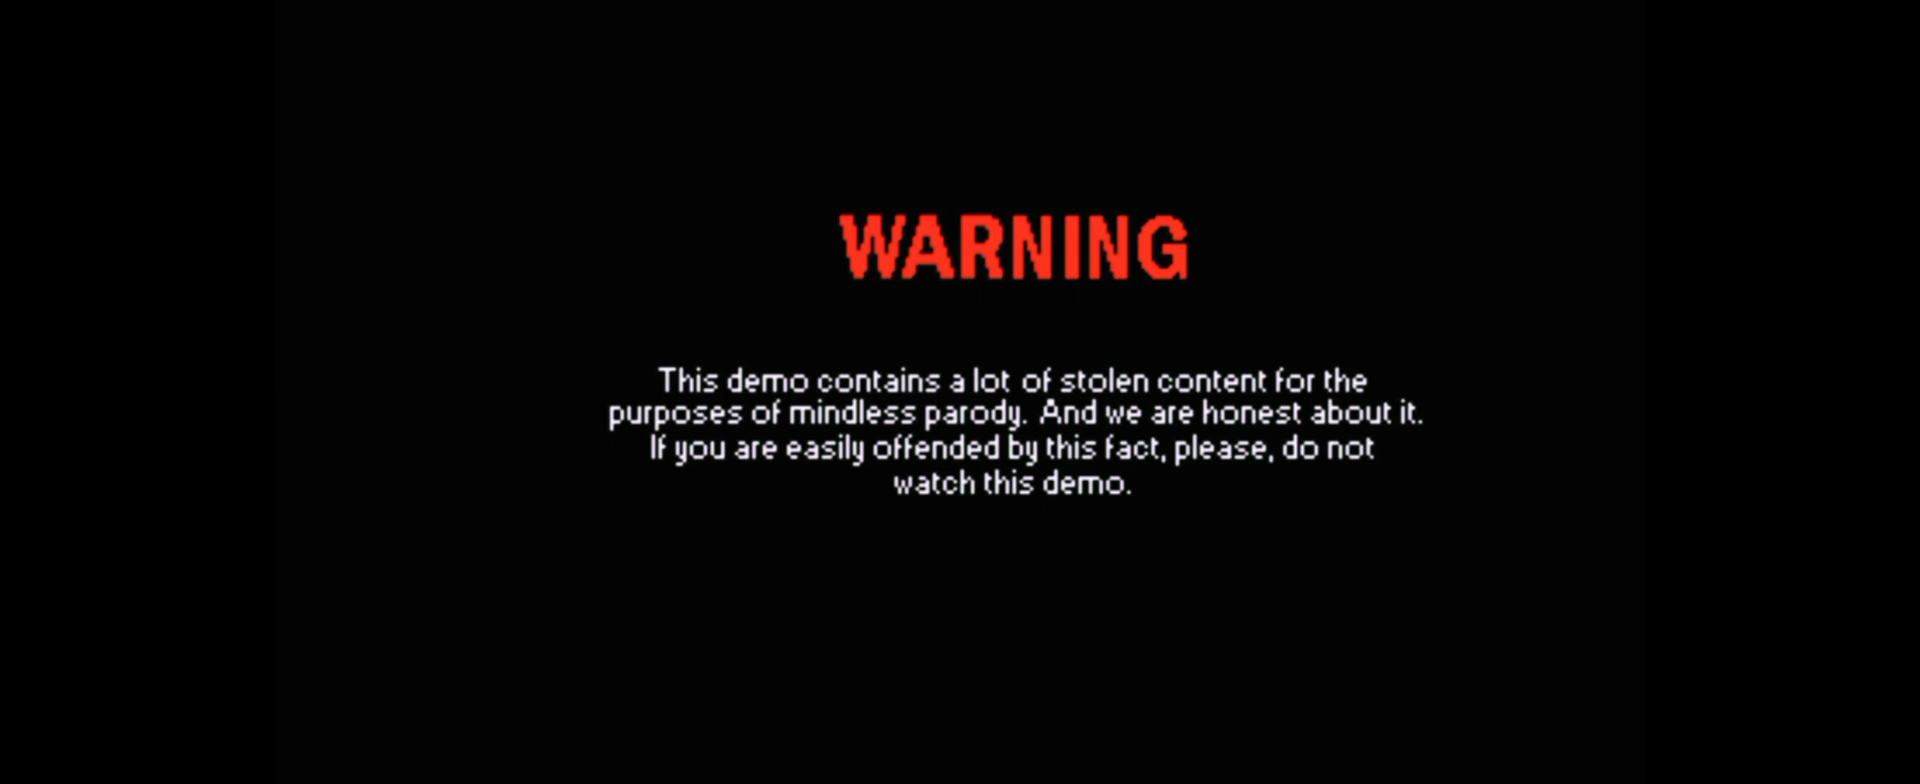 WARNING
This demo contains a lot of stolen content for the
purposes of mindless parody. And we are honest about it.
If you are easily offended by this fact, please, do not
watch this demo.